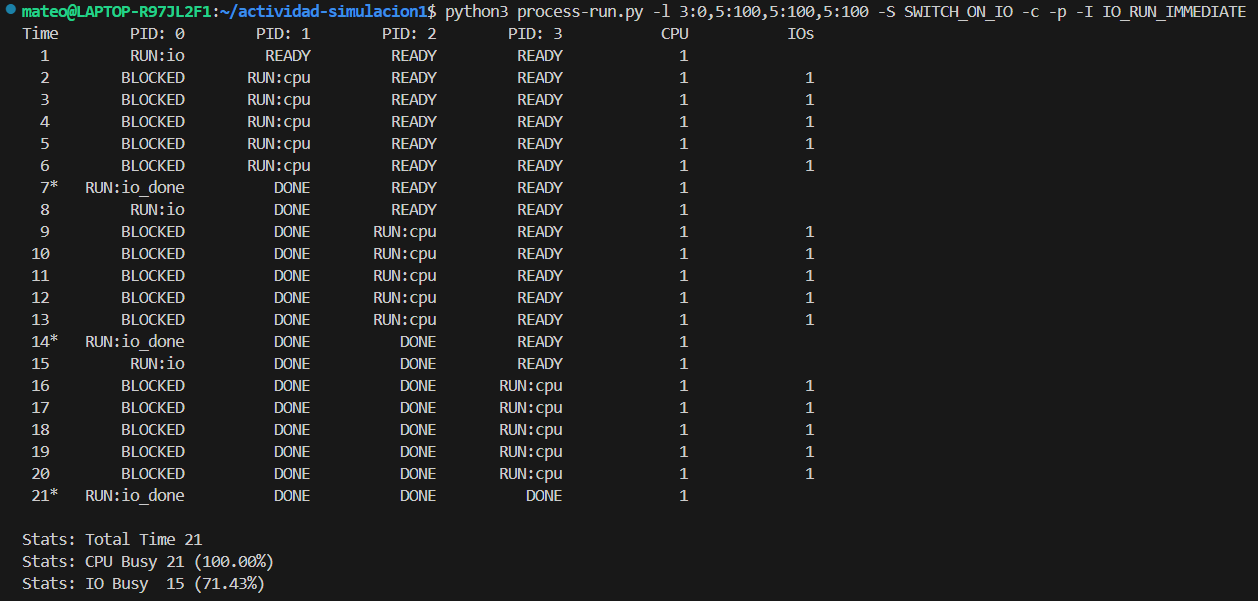 mateo@LAPTOP-R97JL2F1:~/actividad-simulacion1$ python3 process-run.py -l 3:0,5:100,5:100,5:100 -S SWITCH_ON_IO -c -p -I IO_RUN_IMMEDIATE
Time PID: 0 PID: 1 PID: 2 PID: 3 CPU IOs
1 RUN:io READY READY READY 1
2 BLOCKED RUN:cpu READY READY 1 1
3 BLOCKED RUN:cpu READY READY 1 1
4 BLOCKED RUN:cpu READY READY 1 1
5 BLOCKED RUN:cpu READY READY 1 1
6 BLOCKED RUN:cpu READY READY 1 1
7* RUN:io_done DONE READY READY 1
8 RUN:io DONE READY READY 1
9 BLOCKED DONE RUN:cpu READY 1 1
10 BLOCKED DONE RUN:cpu READY 1 1
11 BLOCKED DONE RUN:cpu READY 1 1
12 BLOCKED DONE RUN:cpu READY 1 1
13 BLOCKED DONE RUN:cpu READY 1 1
14* RUN:io_done DONE DONE READY 1
15 RUN:io DONE DONE READY 1
16 BLOCKED DONE DONE RUN:cpu 1 1
17 BLOCKED DONE DONE RUN:cpu 1 1
18 BLOCKED DONE DONE RUN:cpu 1 1
19 BLOCKED DONE DONE RUN:cpu 1 1
20 BLOCKED DONE DONE RUN:cpu 1 1
21* RUN:io_done DONE DONE DONE 1
Stats: Total Time 21
Stats: CPU Busy 21 (100.00%)
Stats: IO Busy  15 (71.43%)